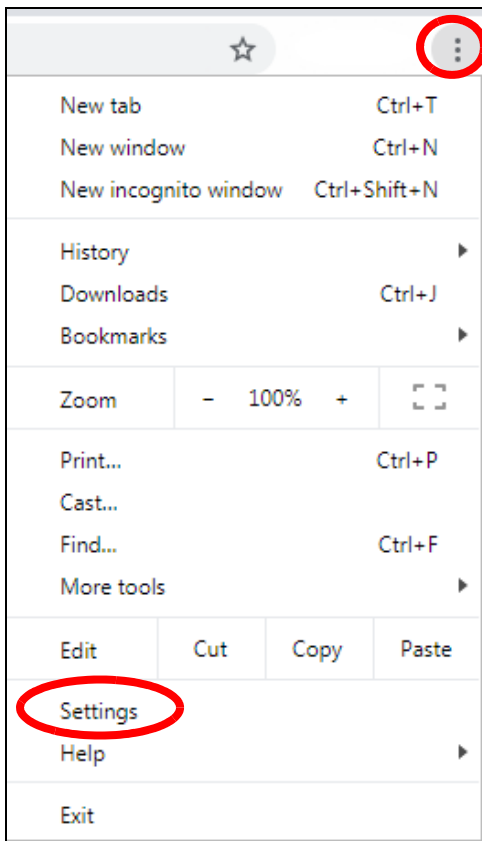 New tab Ctrl+T
New window Ctrl+N
New incognito window Ctrl+Shift+N
History
Downloads Ctrl+J
Bookmarks
Zoom - 100% +
Print... Ctrl+P
Cast...
Find... Ctrl+F
More tools
Edit Cut Copy Paste
Settings
Help
Exit